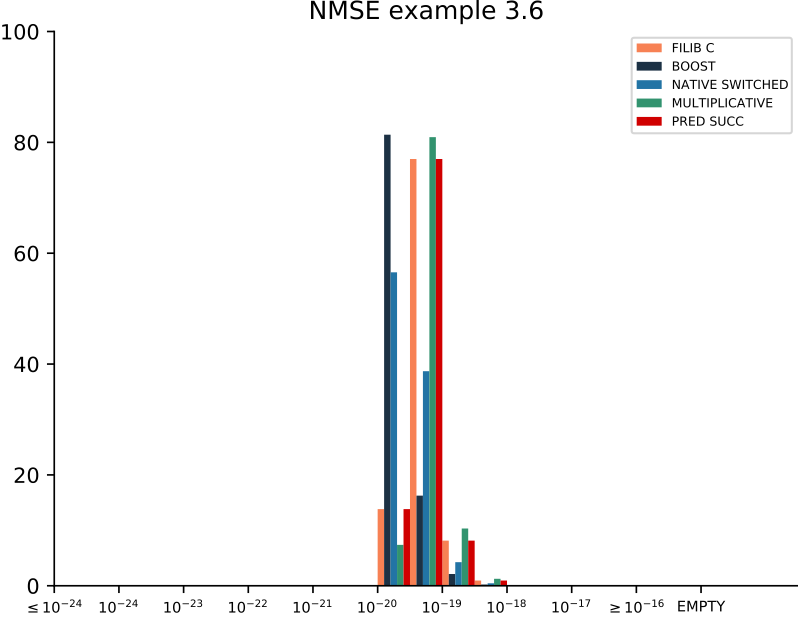 NMSE example 3.6
100
80
60
40
20
0
FILIB C
BOOST
NATIVE SWITCHED
MULTIPLICATIVE
PRED SUCC
≤10⁻²⁴ 10⁻²⁴ 10⁻²³ 10⁻²² 10⁻²¹ 10⁻²⁰ 10⁻¹⁹ 10⁻¹⁸ 10⁻¹⁷ ≥10⁻¹⁶ EMPTY